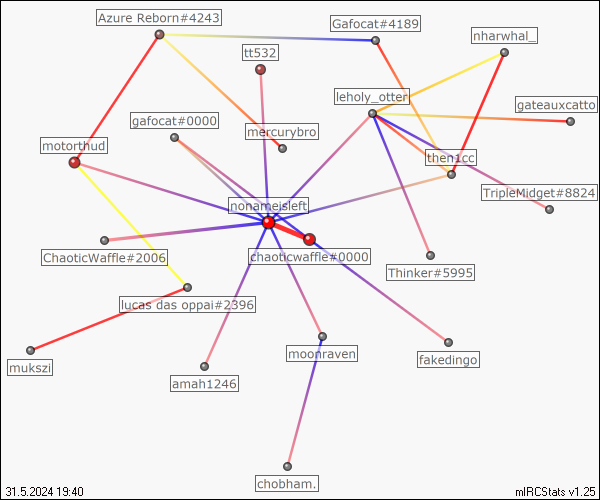 Azure Reborn#4243
Gafocat#4189
nharwhal_
tt532
leholy_otter
gateauxcatto
gafocat#0000
mercurybro
motorthud
then1cc
TripleMidget#8824
nonameisleft
ChaoticWaffle#2006
chaoticwaffle#0000
Thinker#5995
lucas das oppai#2396
mukszi
amah1246
moonraven
fakedingo
chobham.
31.5.2024 19:40
mIRCStats v1.25